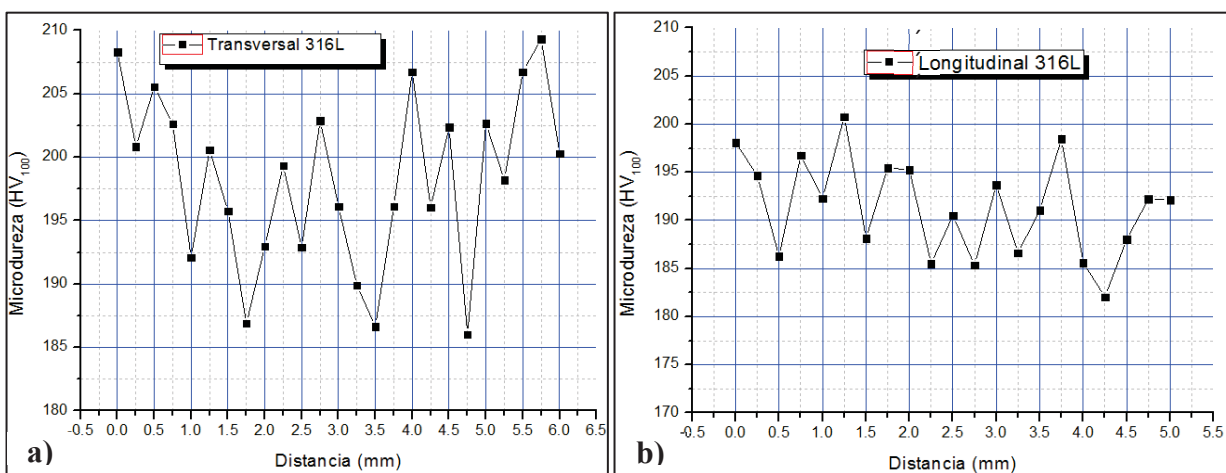 210
205
200
195
190
185
180
Microdureza (HV100)
Transversal 316L
-0.5 0.0 0.5 1.0 1.5 2.0 2.5 3.0 3.5 4.0 4.5 5.0 5.5 6.0 6.5
a)
Distancia (mm)
210
205
200
195
190
185
180
175
170
Microdureza (HV100)
Longitudinal 316L
-0.5 0.0 0.5 1.0 1.5 2.0 2.5 3.0 3.5 4.0 4.5 5.0 5.5
b)
Distancia (mm)